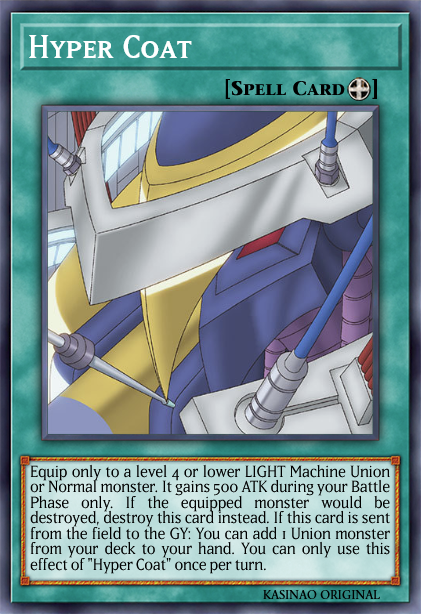 Hyper Coat
[Spell Card]
Equip only to a level 4 or lower LIGHT Machine Union
or Normal monster. It gains 500 ATK during your Battle
Phase only. If the equipped monster would be
destroyed, destroy this card instead. If this card is sent
from the field to the GY: You can add 1 Union monster
from your deck to your hand. You can only use this
effect of "Hyper Coat" once per turn.
KASINAO ORIGINAL